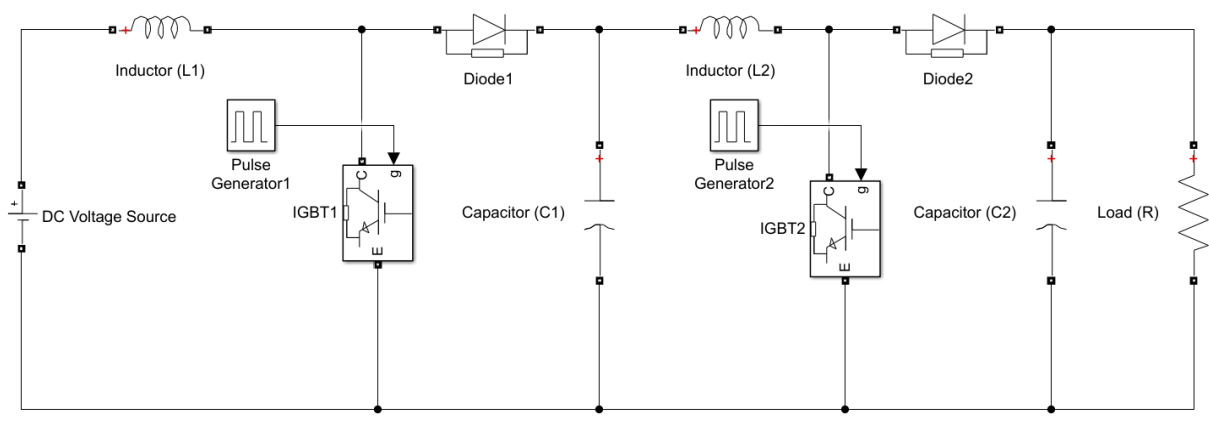 Inductor (L1)
Diode1
Inductor (L2)
Diode2
Pulse
Generator1
Pulse
Generator2
C
g
E
IGBT1
C
g
E
IGBT2
+
DC Voltage Source
Capacitor (C1)
Capacitor (C2)
Load (R)
+
+
+
+
+